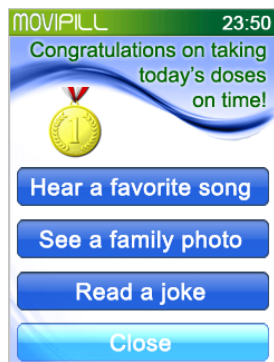 MOVIPILL 23:50
Congratulations on taking
today's doses
on time!
1
Hear a favorite song
See a family photo
Read a joke
Close